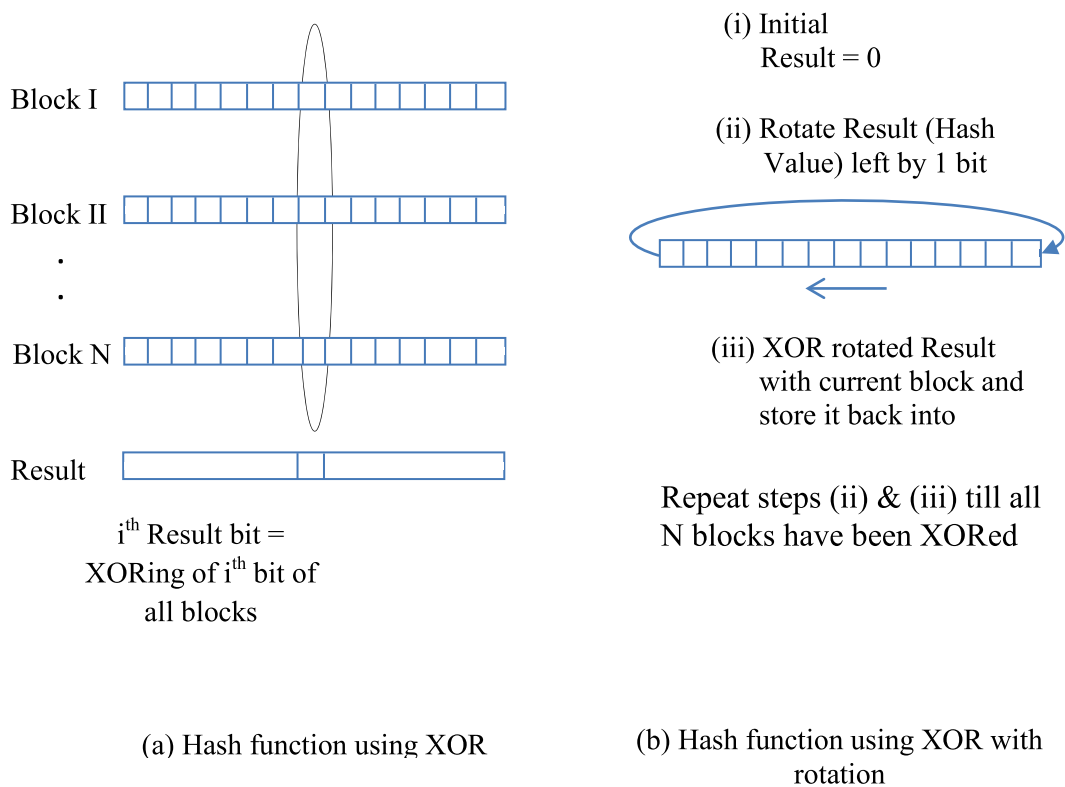 Block I
Block II
.
.
Block N
Result
i^th Result bit =
XORing of i^th bit of
all blocks
(a) Hash function using XOR
(i) Initial
Result = 0
(ii) Rotate Result (Hash
Value) left by 1 bit
(iii) XOR rotated Result
with current block and
store it back into
Repeat steps (ii) & (iii) till all
N blocks have been XORed
(b) Hash function using XOR with
rotation